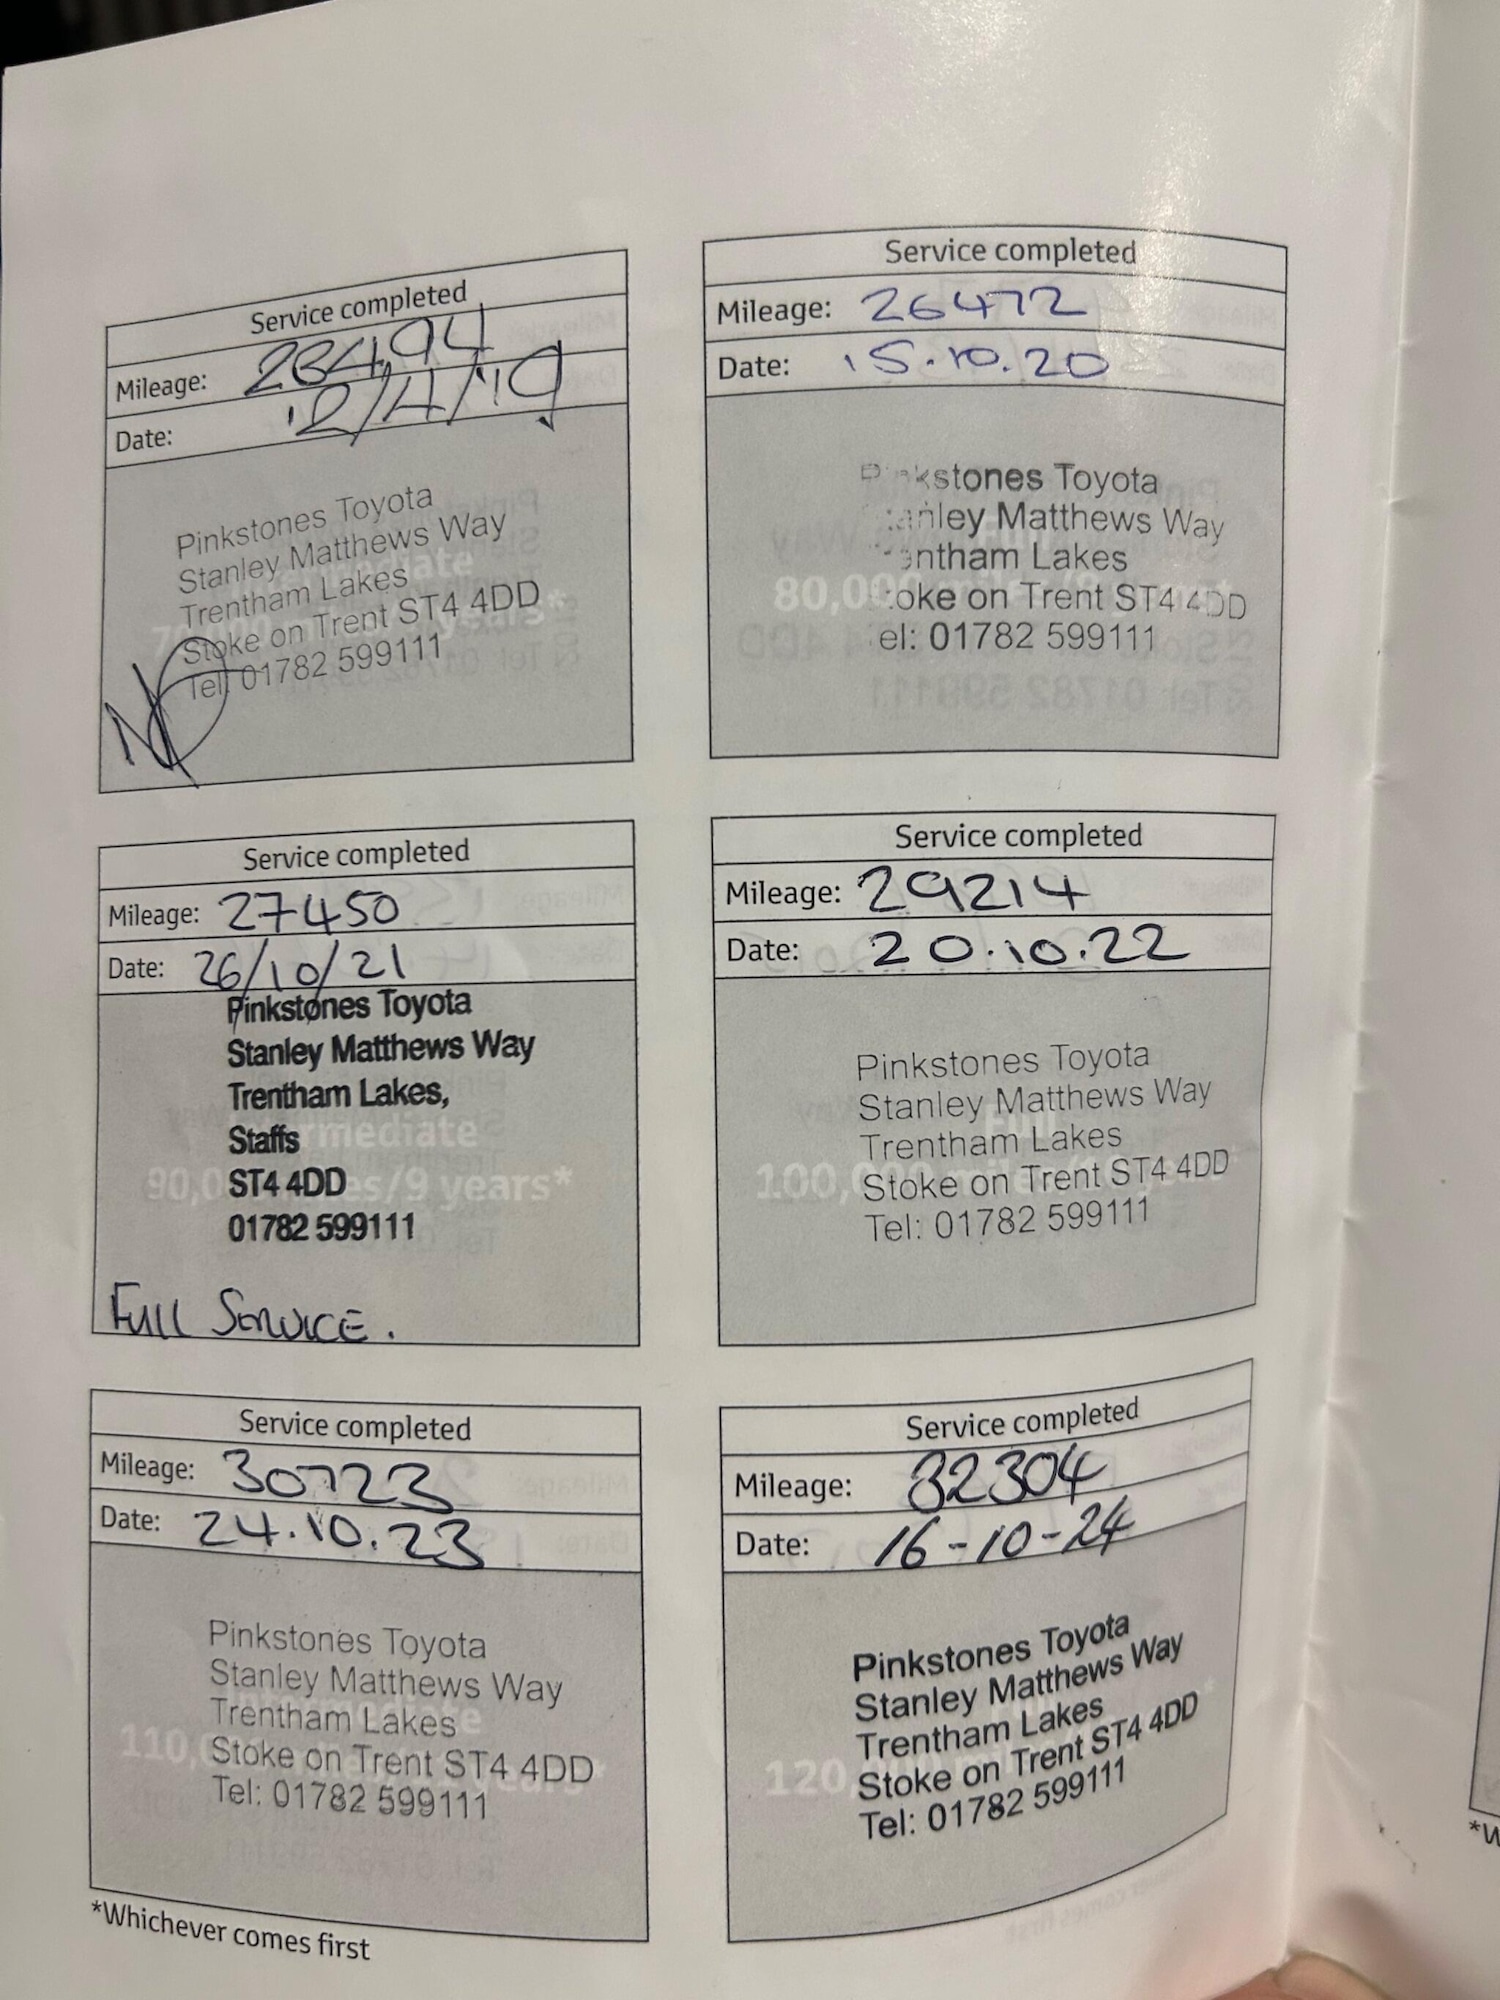 Service completed
Mileage: 234,94
Date: 12/4/19
Pinkstones Toyota
Stanley Matthews Way
Trentham Lakes
Stoke on Trent ST4 4DD
Tel: 01782 599111
Service completed
Mileage: 26472
Date: 15.10.20
Pinkstones Toyota
Stanley Matthews Way
Trentham Lakes
Stoke on Trent ST4 4DD
Tel: 01782 599111
80,000
Service completed
Mileage: 27450
Date: 26/10/21
Pinkstones Toyota
Stanley Matthews Way
Trentham Lakes,
Staffs
ST4 4DD
01782 599111
/9 years*
Full Service.
Service completed
Mileage: 29214
Date: 20.10.22
Pinkstones Toyota
Stanley Matthews Way
Trentham Lakes
Stoke on Trent ST4 4DD
Tel: 01782 599111
Service completed
Mileage: 30723
Date: 24.10.23
Pinkstones Toyota
Stanley Matthews Way
Trentham Lakes
Stoke on Trent ST4 4DD
Tel: 01782 599111
Service completed
Mileage: 32304
Date: 16-10-24
Pinkstones Toyota
Stanley Matthews Way
Trentham Lakes
Stoke on Trent ST4 4DD
Tel: 01782 599111
*Whichever comes first